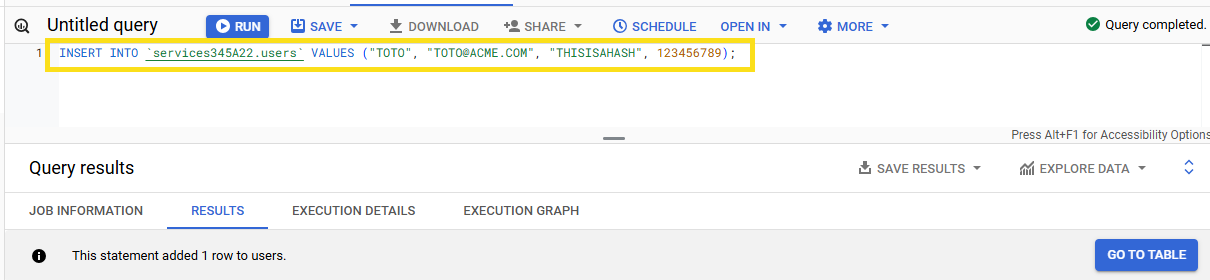 Untitled query RUN SAVE DOWNLOAD SHARE SCHEDULE OPEN IN MORE Query completed.
1 INSERT INTO `services345A22.users` VALUES ("TOTO", "TOTO@ACME.COM", "THISISAHASH", 123456789);
Press Alt+F1 for Accessibility Options
Query results SAVE RESULTS EXPLORE DATA
JOB INFORMATION RESULTS EXECUTION DETAILS EXECUTION GRAPH
This statement added 1 row to users. GO TO TABLE